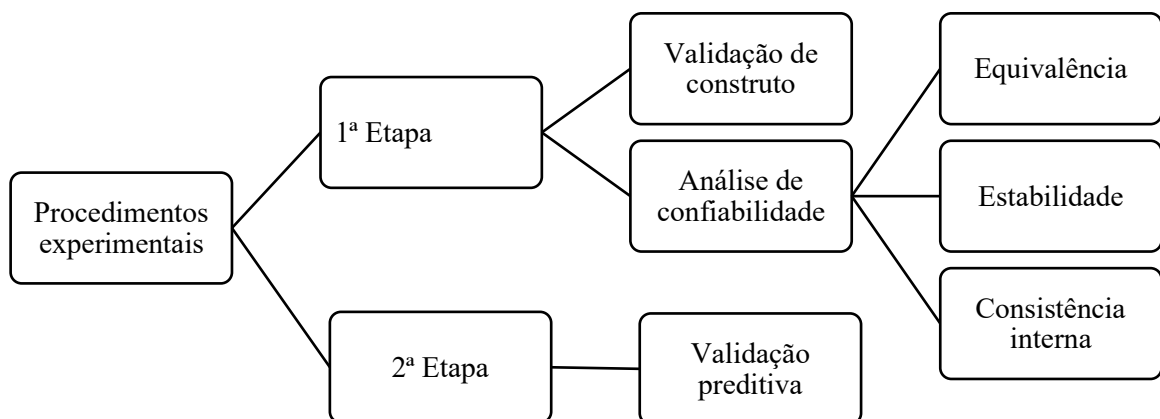 Procedimentos
experimentais
1ª Etapa
Validação de
construto
Análise de
confiabilidade
Equivalência
Estabilidade
Consistência
interna
2ª Etapa
Validação
preditiva